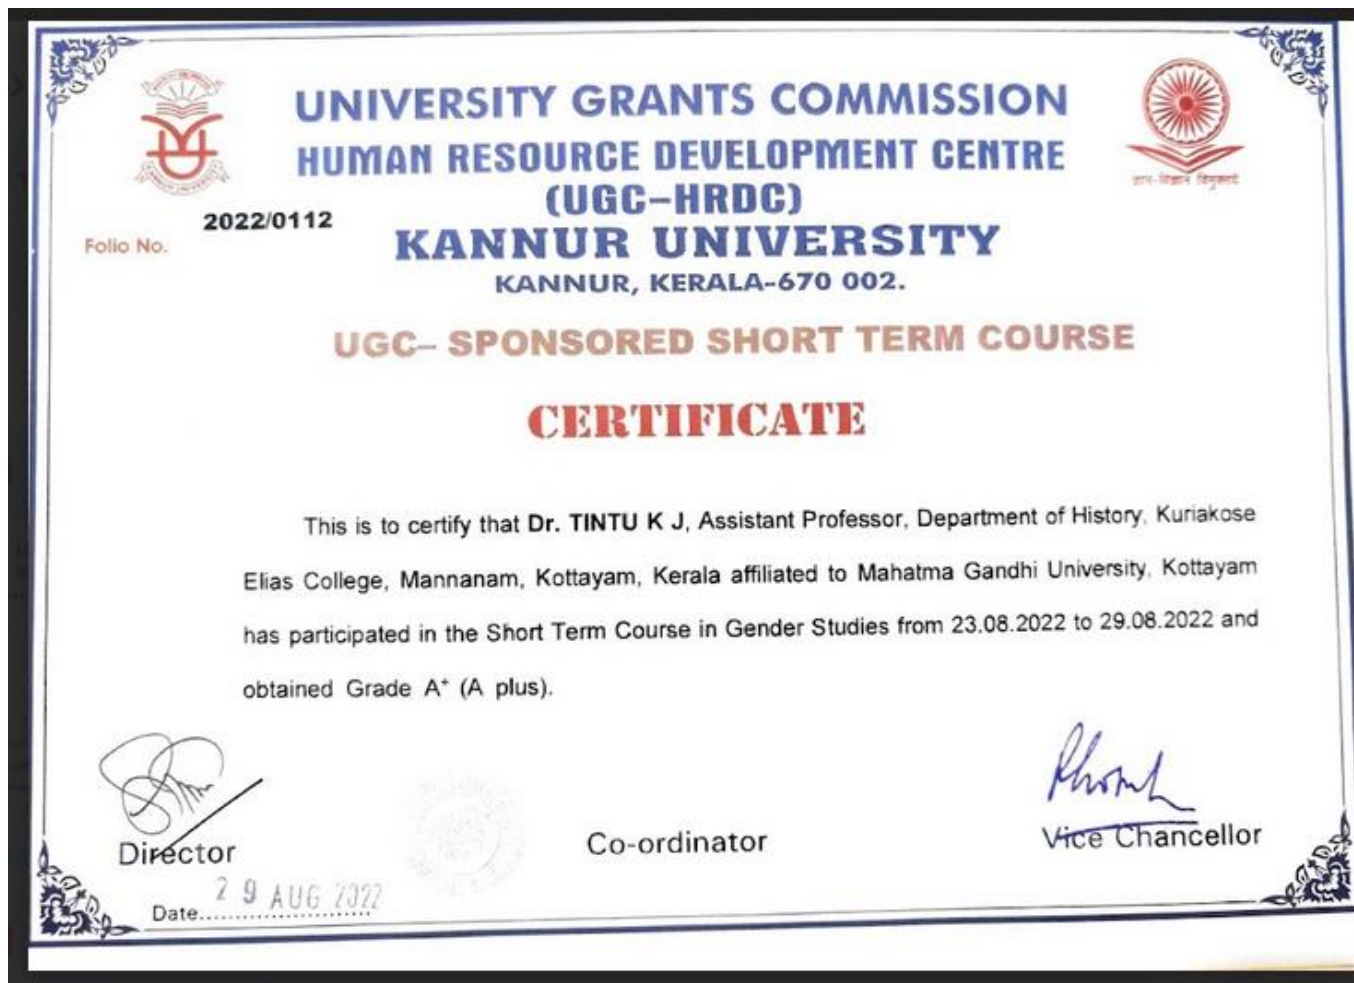 UNIVERSITY GRANTS COMMISSION
HUMAN RESOURCE DEVELOPMENT CENTRE
(UGC-HRDC)
KANNUR UNIVERSITY
KANNUR, KERALA-670 002.
KANNUR UNIVERSITY
ज्ञान-विज्ञान विमुक्तये
2022/0112
Folio No.
UGC– SPONSORED SHORT TERM COURSE
CERTIFICATE
This is to certify that Dr. TINTU K J, Assistant Professor, Department of History, Kuriakose
Elias College, Mannanam, Kottayam, Kerala affiliated to Mahatma Gandhi University, Kottayam
has participated in the Short Term Course in Gender Studies from 23.08.2022 to 29.08.2022 and
obtained Grade A⁺ (A plus).
Director
Co-ordinator
Vice Chancellor
Date 29 AUG 2022